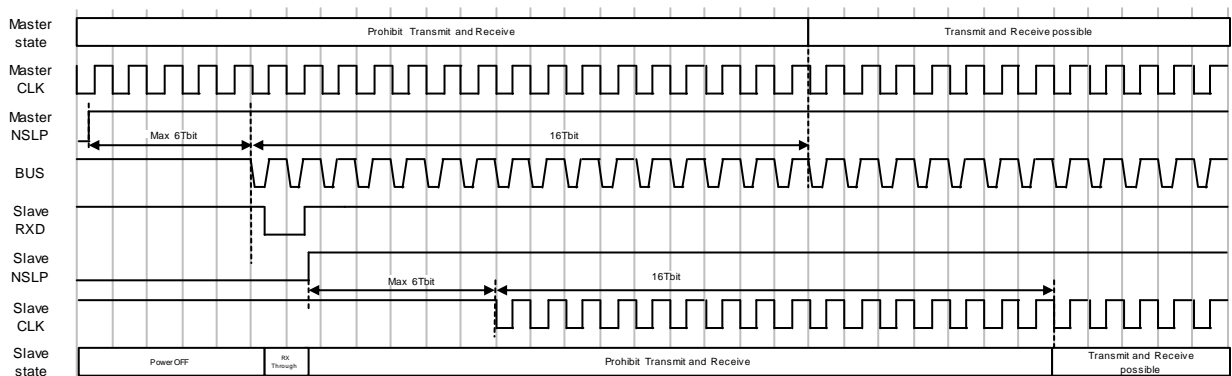 Master
state
Prohibit Transmit and Receive
Transmit and Receive possible
Master
CLK
Master
NSLP
Max 6Tbit
16Tbit
BUS
Slave
RXD
Slave
NSLP
Max 6Tbit
16Tbit
Slave
CLK
Slave
state
Power OFF
RX
Through
Prohibit Transmit and Receive
Transmit and Receive
possible